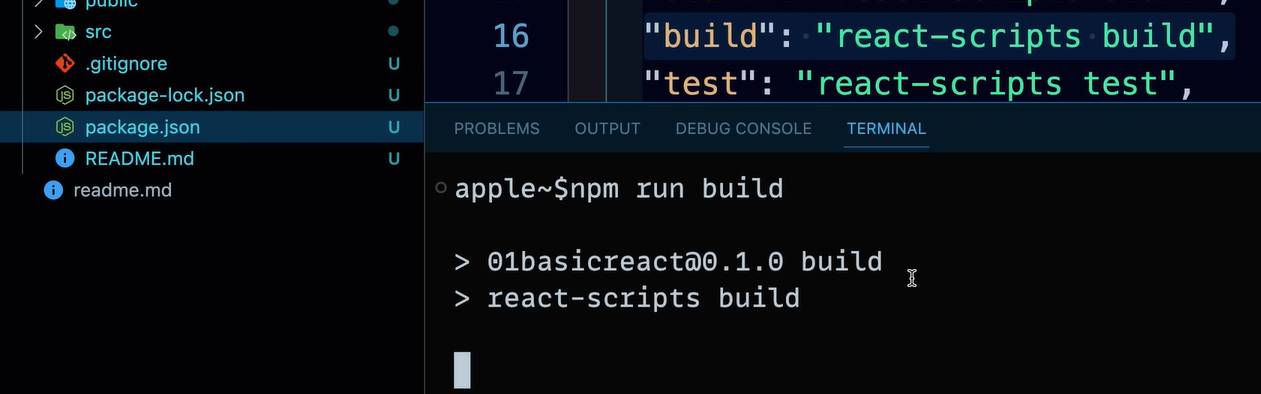 public
src
.gitignore U
package-lock.json U
package.json U
README.md U
readme.md
16 "build": "react-scripts build",
17 "test": "react-scripts test",
PROBLEMS OUTPUT DEBUG CONSOLE TERMINAL
apple~$npm run build
> 01basicreact@0.1.0 build
> react-scripts build